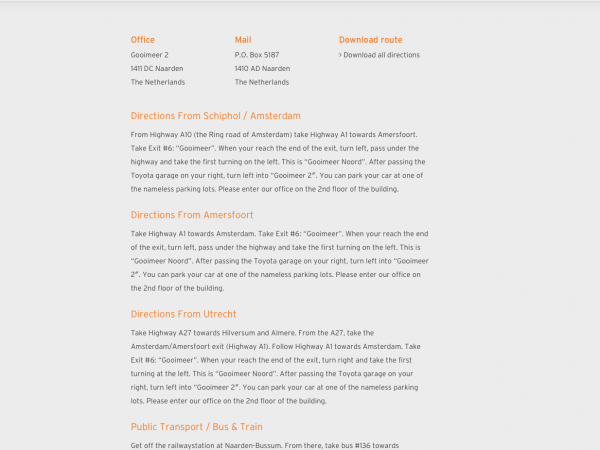 Office
Gooimeer 2
1411 DC Naarden
The Netherlands
Mail
P.O. Box 5187
1410 AD Naarden
The Netherlands
Download route
> Download all directions
Directions From Schiphol / Amsterdam
From Highway A10 (the Ring road of Amsterdam) take Highway A1 towards Amersfoort.
Take Exit #6: “Gooimeer”. When your reach the end of the exit, turn left, pass under the
highway and take the first turning on the left. This is “Gooimeer Noord”. After passing the
Toyota garage on your right, turn left into “Gooimeer 2″. You can park your car at one of
the nameless parking lots. Please enter our office on the 2nd floor of the building.
Directions From Amersfoort
Take Highway A1 towards Amsterdam. Take Exit #6: “Gooimeer”. When your reach the end
of the exit, turn left, pass under the highway and take the first turning on the left. This is
“Gooimeer Noord”. After passing the Toyota garage on your right, turn left into “Gooimeer
2″. You can park your car at one of the nameless parking lots. Please enter our office on
the 2nd floor of the building.
Directions From Utrecht
Take Highway A27 towards Hilversum and Almere. From the A27, take the
Amsterdam/Amersfoort exit (Highway A1). Follow Highway A1 towards Amsterdam. Take
Exit #6: “Gooimeer”. When your reach the end of the exit, turn right and take the first
turning at the left. This is “Gooimeer Noord”. After passing the Toyota garage on your
right, turn left into “Gooimeer 2″. You can park your car at one of the nameless parking
lots. Please enter our office on the 2nd floor of the building.
Public Transport / Bus & Train
Get off the railwaystation at Naarden-Bussum. From there, take bus #136 towards